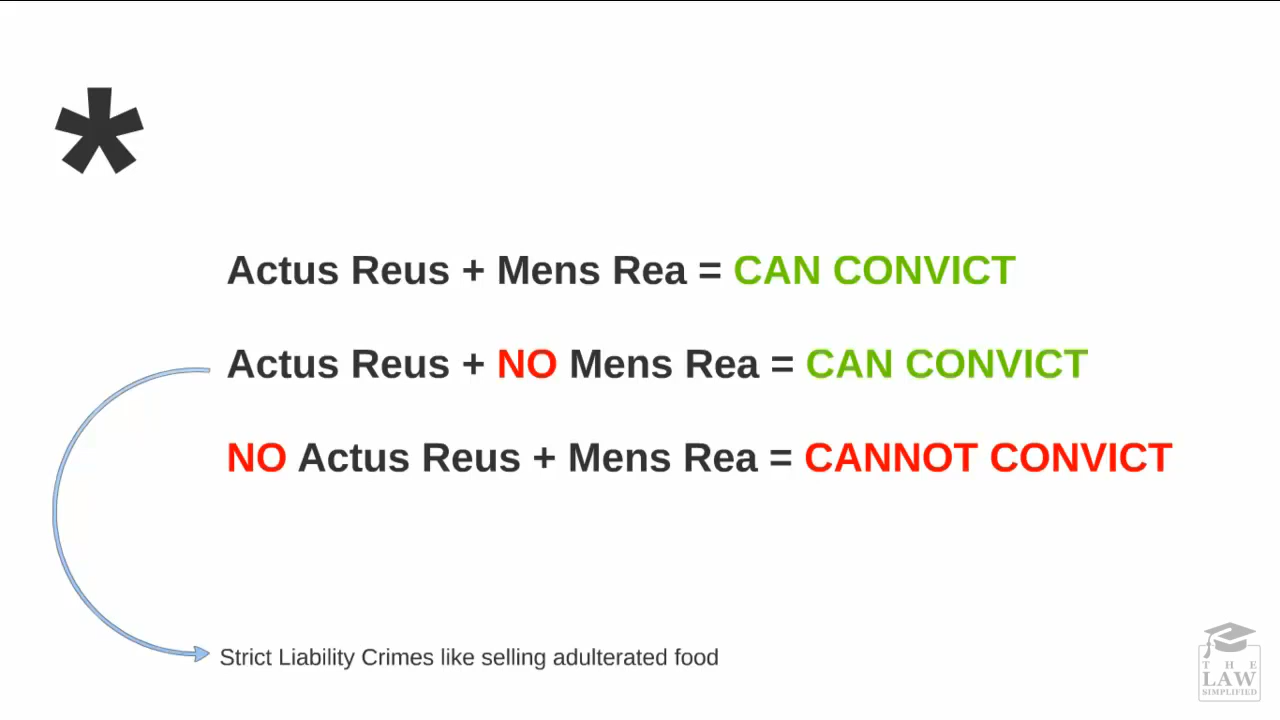 *
Actus Reus + Mens Rea = CAN CONVICT
Actus Reus + NO Mens Rea = CAN CONVICT
NO Actus Reus + Mens Rea = CANNOT CONVICT
Strict Liability Crimes like selling adulterated food
THE
LAW
SIMPLIFIED